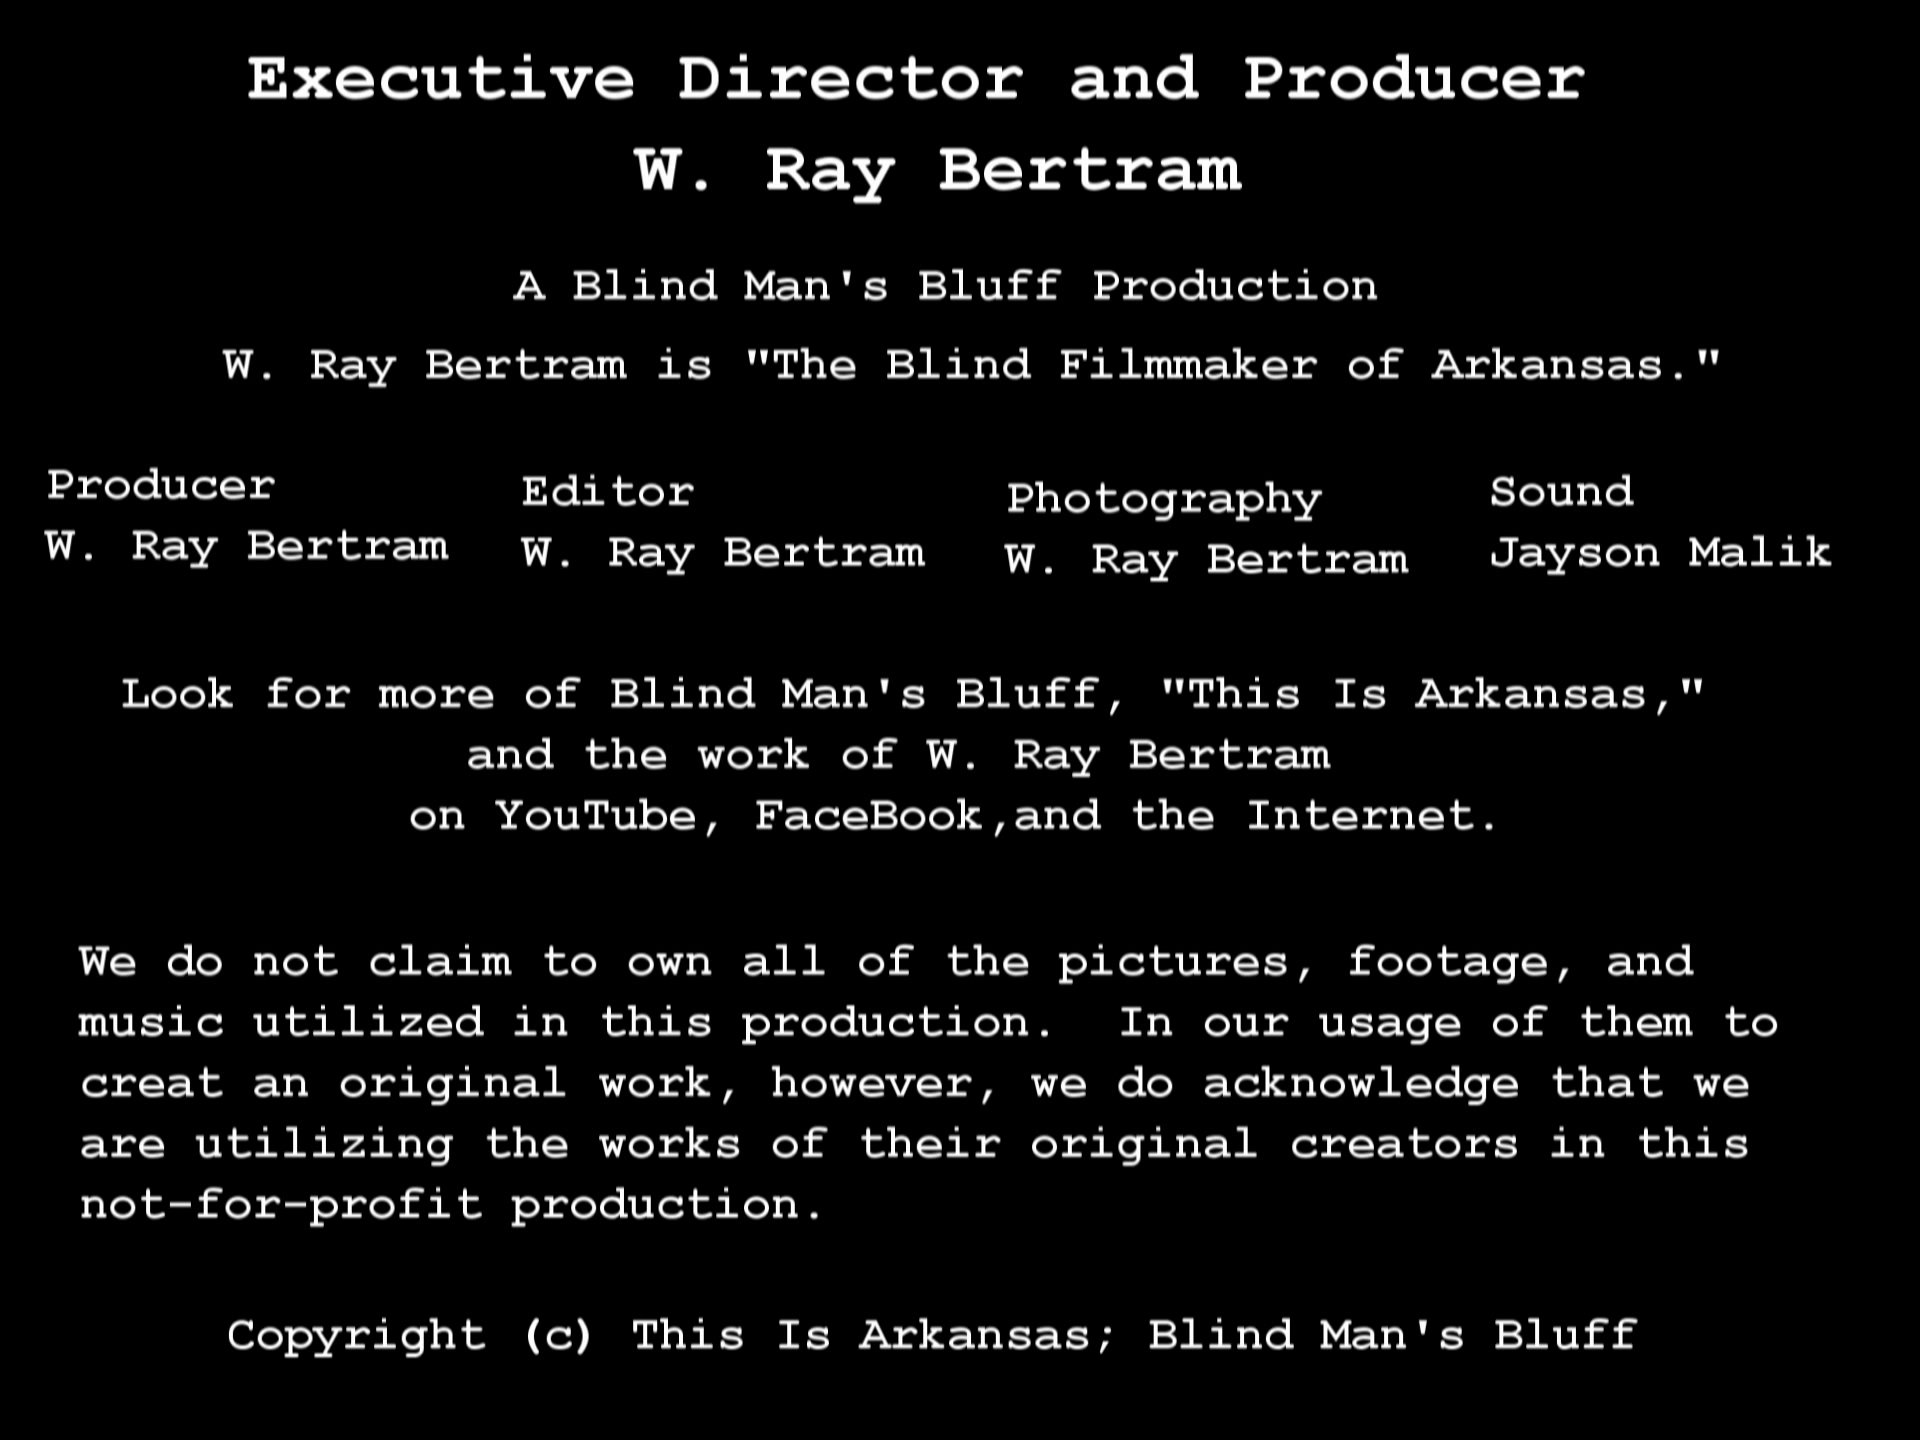 Executive Director and Producer
W. Ray Bertram
A Blind Man's Bluff Production
W. Ray Bertram is "The Blind Filmmaker of Arkansas."
Producer
W. Ray Bertram
Editor
W. Ray Bertram
Photography
W. Ray Bertram
Sound
Jayson Malik
Look for more of Blind Man's Bluff, "This Is Arkansas,"
and the work of W. Ray Bertram
on YouTube, FaceBook,and the Internet.
We do not claim to own all of the pictures, footage, and
music utilized in this production.  In our usage of them to
creat an original work, however, we do acknowledge that we
are utilizing the works of their original creators in this
not-for-profit production.
Copyright (c) This Is Arkansas; Blind Man's Bluff